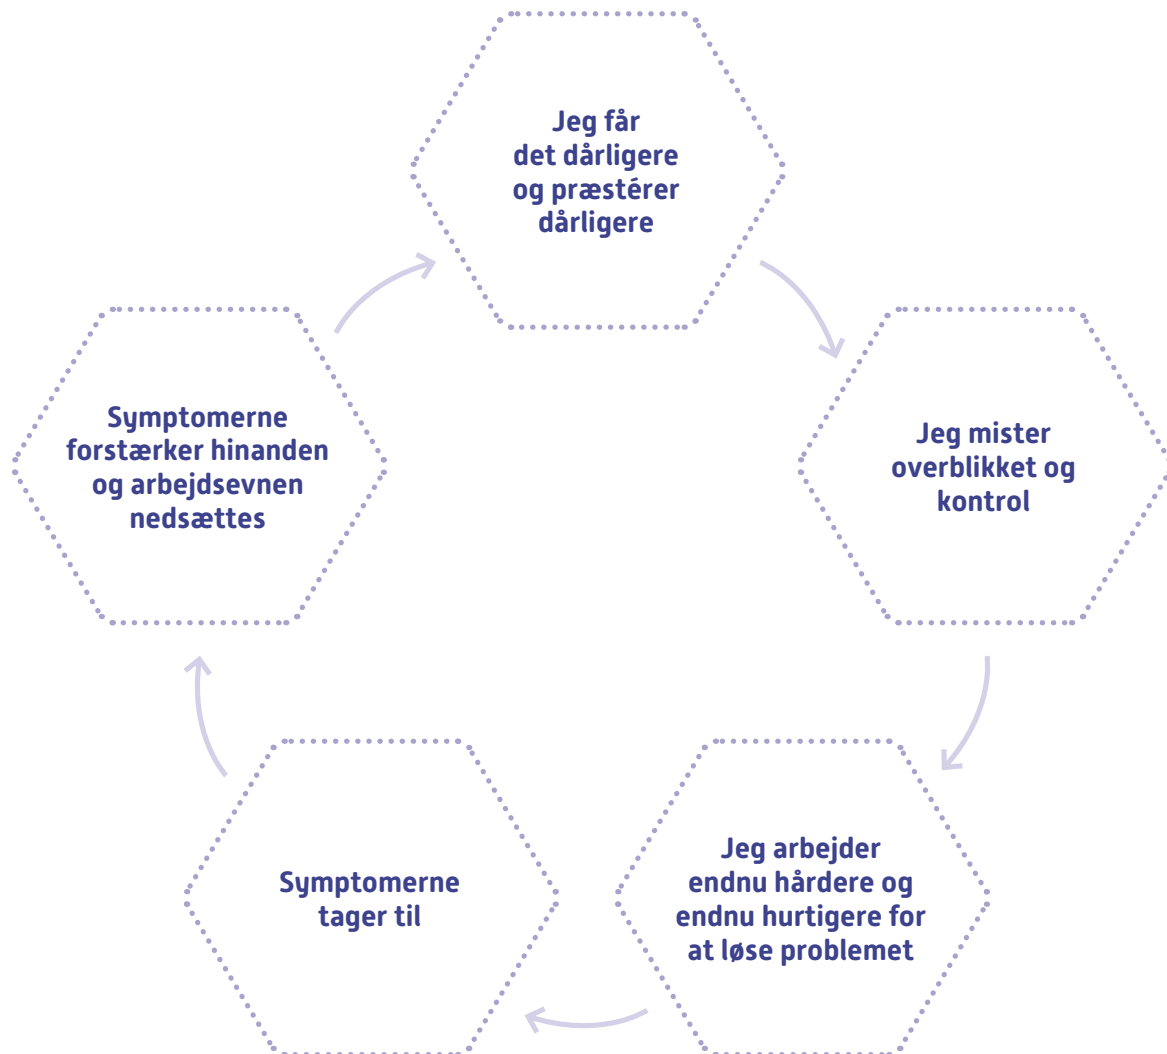 Jeg får
det dårligere
og præstérer
dårligere
Jeg mister
overblikket og
kontrol
Jeg arbejder
endnu hårdere og
endnu hurtigere for
at løse problemet
Symptomerne
tager til
Symptomerne
forstærker hinanden
og arbejdsevnen
nedsættes